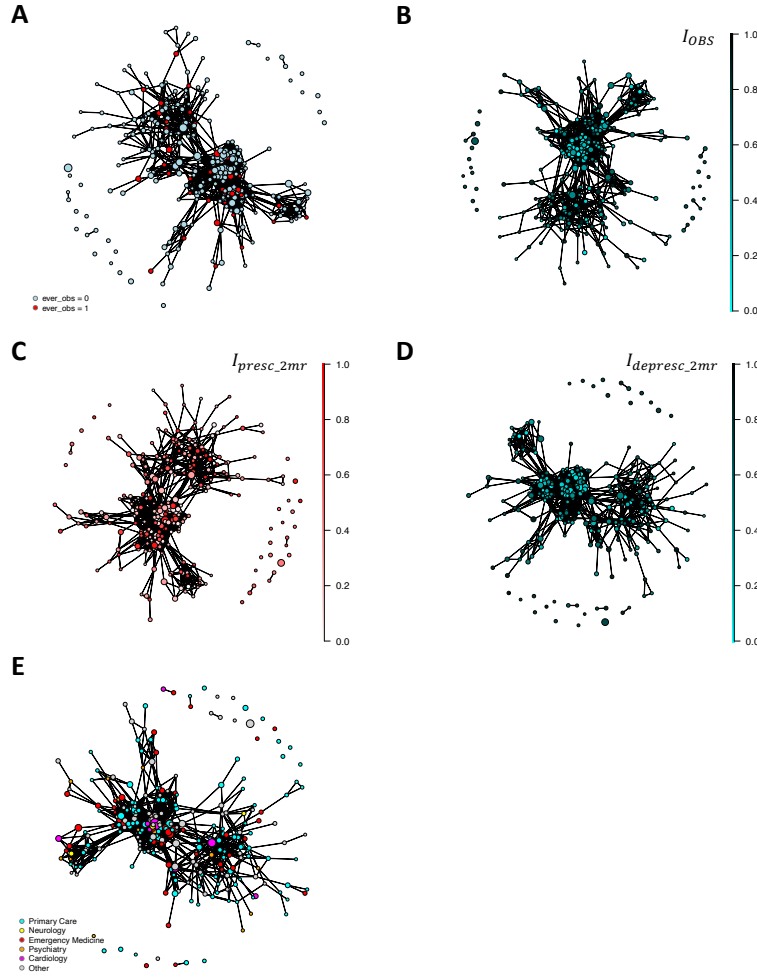 A
ever_obs = 0
ever_obs = 1
B
I_OBS
1.0
0.8
0.6
0.4
0.2
0.0
C
I_presc_2mr
1.0
0.8
0.6
0.4
0.2
0.0
D
I_depresc_2mr
1.0
0.8
0.6
0.4
0.2
0.0
E
Primary Care
Neurology
Emergency Medicine
Psychiatry
Cardiology
Other